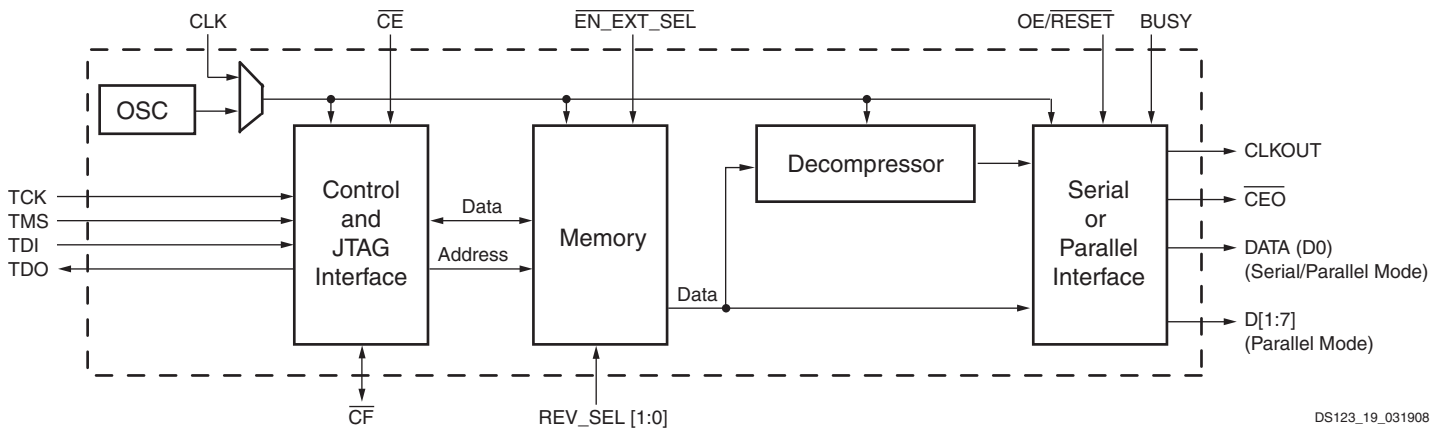 CLK
CE
EN_EXT_SEL
OE/RESET
BUSY
OSC
Control
and
JTAG
Interface
Memory
Decompressor
Serial
or
Parallel
Interface
TCK
TMS
TDI
TDO
Data
Address
Data
CLKOUT
CEO
DATA (D0)
(Serial/Parallel Mode)
D[1:7]
(Parallel Mode)
CF
REV_SEL [1:0]
DS123_19_031908